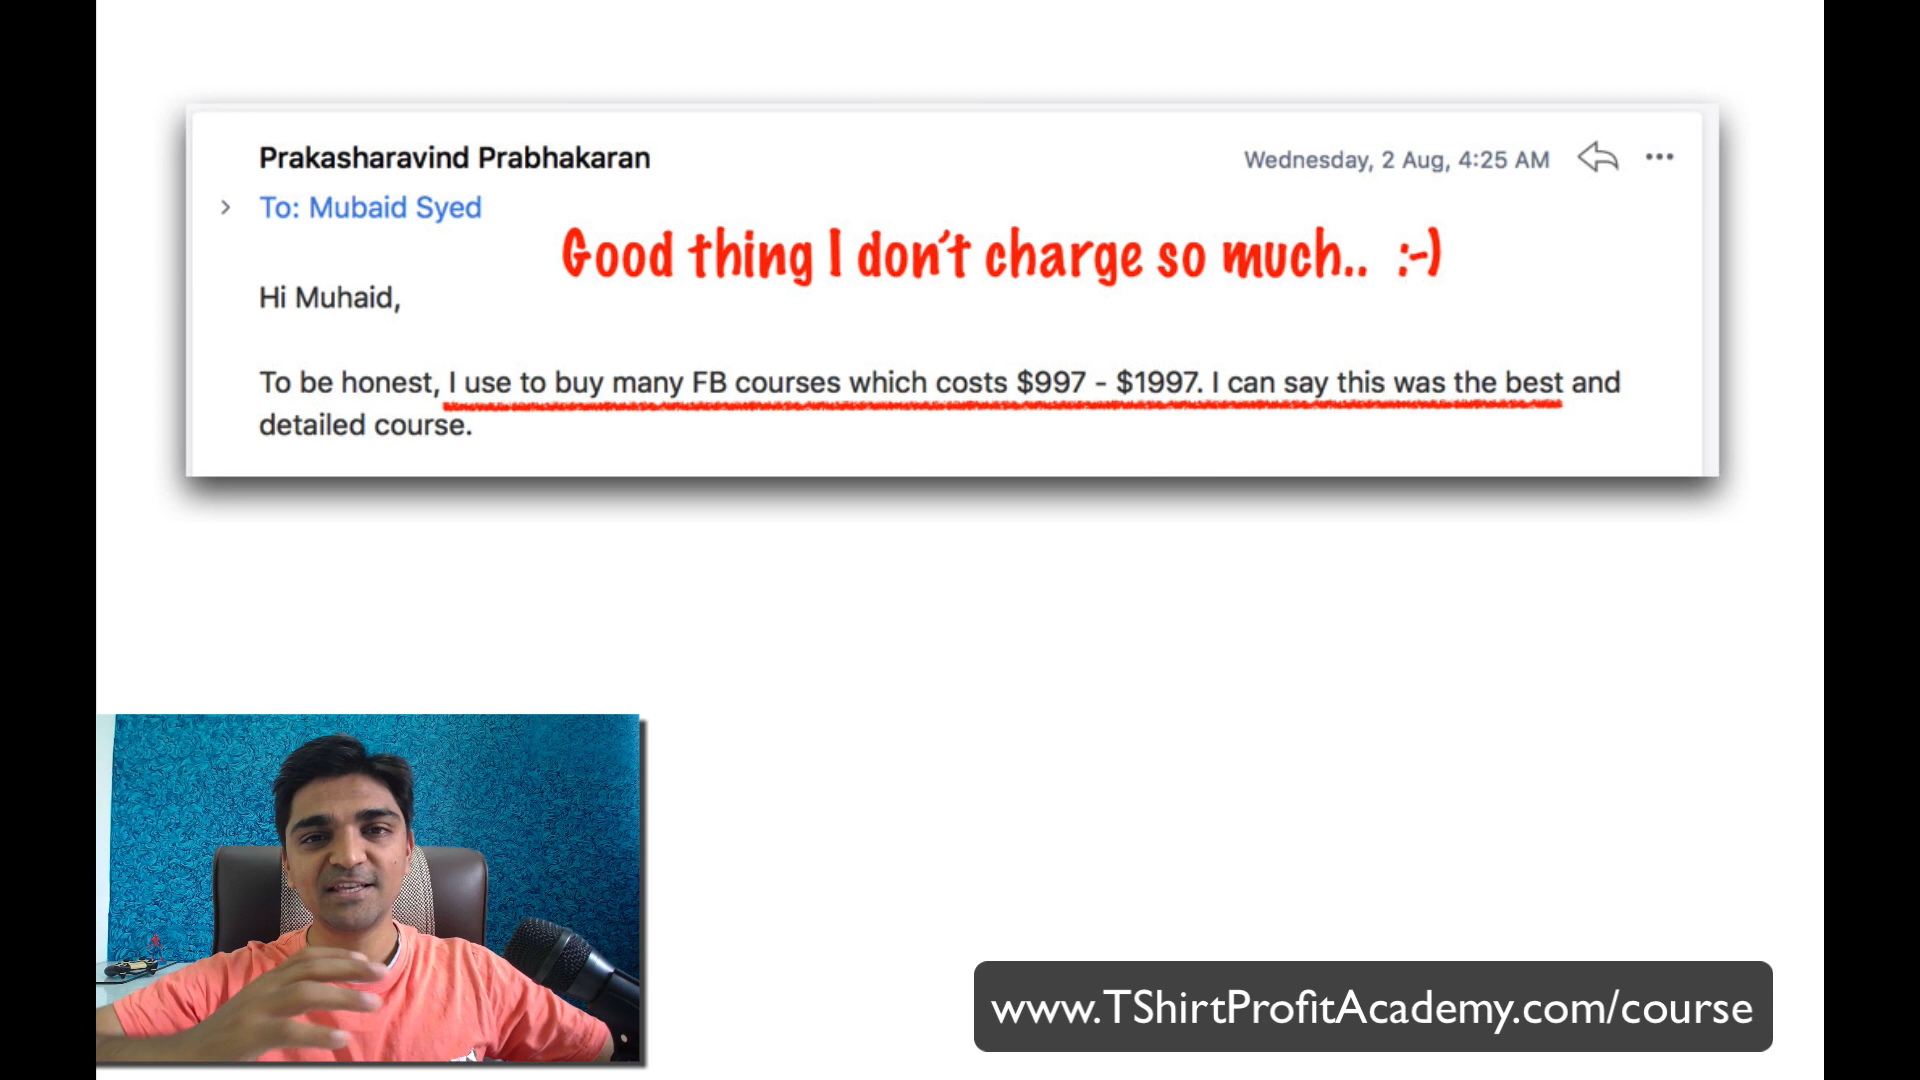 Prakasharavind Prabhakaran
Wednesday, 2 Aug, 4:25 AM
To: Mubaid Syed
Good thing I don't charge so much.. :-)
Hi Muhaid,
To be honest, I use to buy many FB courses which costs $997 - $1997. I can say this was the best and
detailed course.
www.TShirtProfitAcademy.com/course